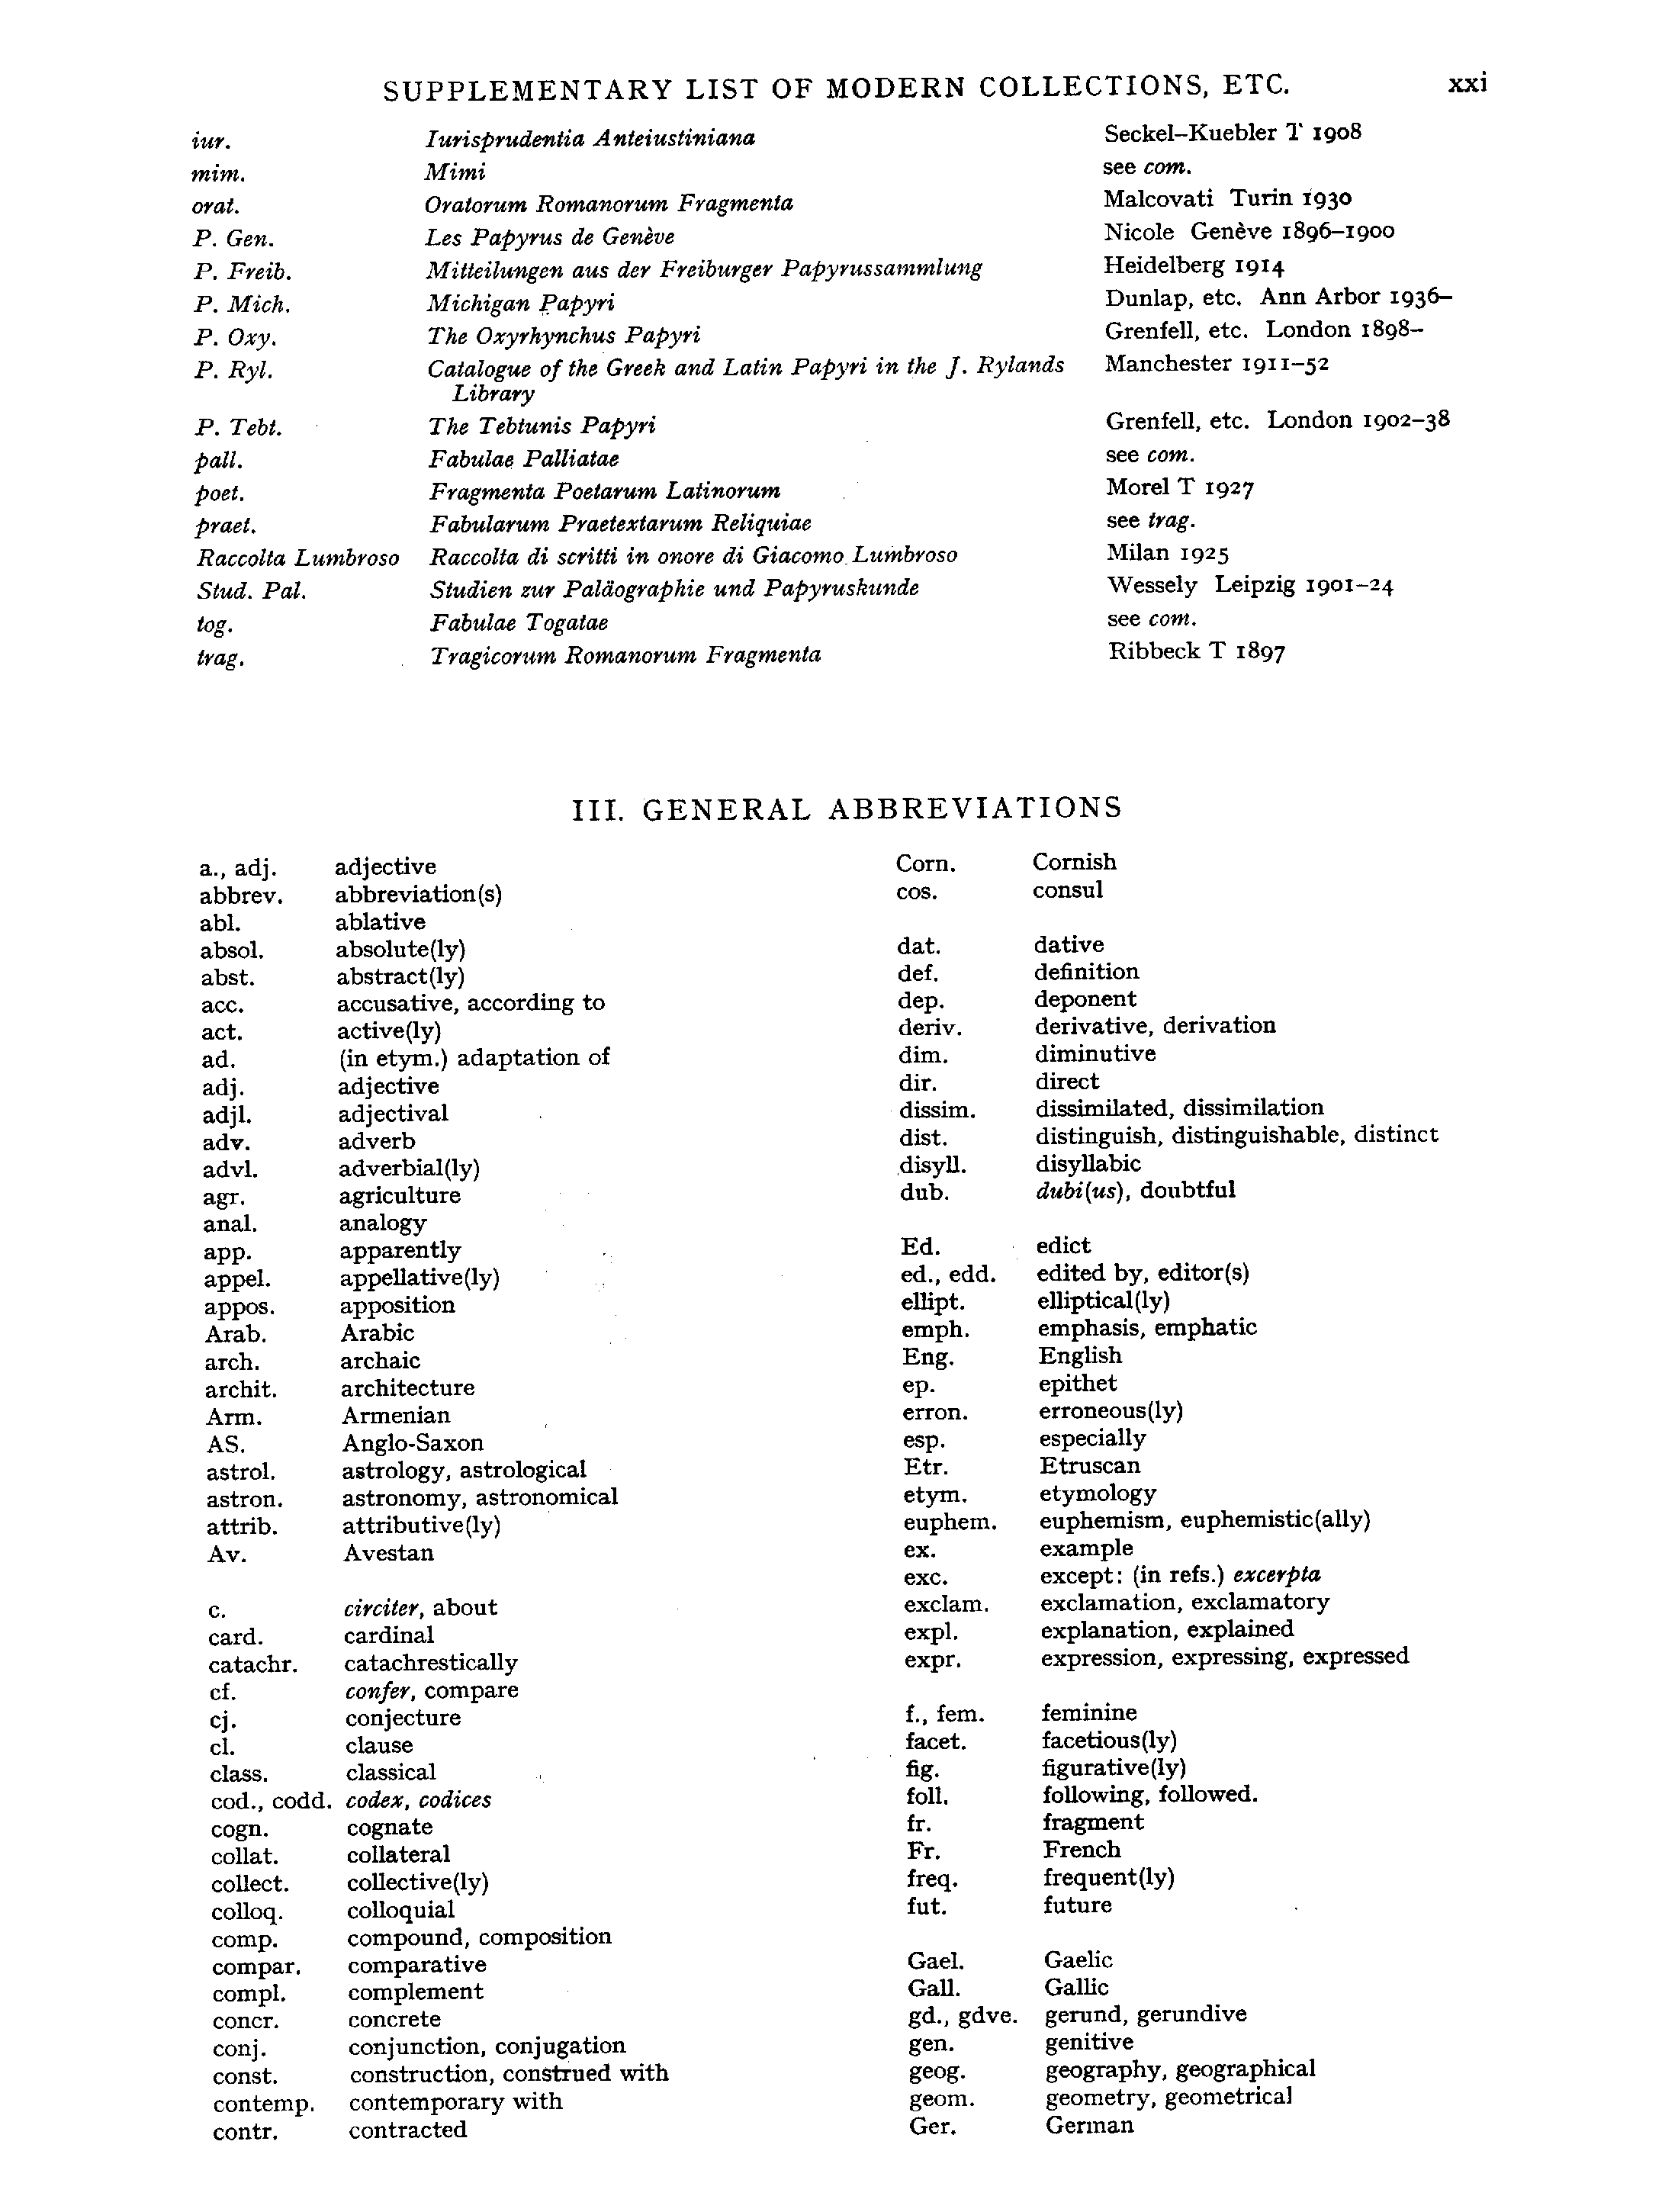 SUPPLEMENTARY LIST OF MODERN COLLECTIONS, ETC. xxi
iur. Iurisprudentia Anteiustiniana Seckel–Kuebler T 1908
mim. Mimi see com.
orat. Oratorum Romanorum Fragmenta Malcovati Turin 1930
P. Gen. Les Papyrus de Genève Nicole Genève 1896–1900
P. Freib. Mitteilungen aus der Freiburger Papyrussammlung Heidelberg 1914
P. Mich. Michigan Papyri Dunlap, etc. Ann Arbor 1936–
P. Oxy. The Oxyrhynchus Papyri Grenfell, etc. London 1898–
P. Ryl. Catalogue of the Greek and Latin Papyri in the J. Rylands Manchester 1911–52
Library
P. Tebt. The Tebtunis Papyri Grenfell, etc. London 1902–38
pall. Fabulae Palliatae see com.
poet. Fragmenta Poetarum Latinorum Morel T 1927
praet. Fabularum Praetextarum Reliquiae see trag.
Raccolta Lumbroso Raccolta di scritti in onore di Giacomo Lumbroso Milan 1925
Stud. Pal. Studien zur Paläographie und Papyruskunde Wessely Leipzig 1901–24
tog. Fabulae Togatae see com.
trag. Tragicorum Romanorum Fragmenta Ribbeck T 1897
III. GENERAL ABBREVIATIONS
a., adj. adjective
abbrev. abbreviation(s)
abl. ablative
absol. absolute(ly)
abst. abstract(ly)
acc. accusative, according to
act. active(ly)
ad. (in etym.) adaptation of
adj. adjective
adjl. adjectival
adv. adverb
advl. adverbial(ly)
agr. agriculture
anal. analogy
app. apparently
appel. appellative(ly)
appos. apposition
Arab. Arabic
arch. archaic
archit. architecture
Arm. Armenian
AS. Anglo-Saxon
astrol. astrology, astrological
astron. astronomy, astronomical
attrib. attributive(ly)
Av. Avestan
c. circiter, about
card. cardinal
catachr. catachrestically
cf. confer, compare
cj. conjecture
cl. clause
class. classical
cod., codd. codex, codices
cogn. cognate
collat. collateral
collect. collective(ly)
colloq. colloquial
comp. compound, composition
compar. comparative
compl. complement
concr. concrete
conj. conjunction, conjugation
const. construction, construed with
contemp. contemporary with
contr. contracted
Corn. Cornish
cos. consul
dat. dative
def. definition
dep. deponent
deriv. derivative, derivation
dim. diminutive
dir. direct
dissim. dissimilated, dissimilation
dist. distinguish, distinguishable, distinct
disyll. disyllabic
dub. dubi(us), doubtful
Ed. edict
ed., edd. edited by, editor(s)
ellipt. elliptical(ly)
emph. emphasis, emphatic
Eng. English
ep. epithet
erron. erroneous(ly)
esp. especially
Etr. Etruscan
etym. etymology
euphem. euphemism, euphemistic(ally)
ex. example
exc. except: (in refs.) excerpta
exclam. exclamation, exclamatory
expl. explanation, explained
expr. expression, expressing, expressed
f., fem. feminine
facet. facetious(ly)
fig. figurative(ly)
foll. following, followed.
fr. fragment
Fr. French
freq. frequent(ly)
fut. future
Gael. Gaelic
Gall. Gallic
gd., gdve. gerund, gerundive
gen. genitive
geog. geography, geographical
geom. geometry, geometrical
Ger. German